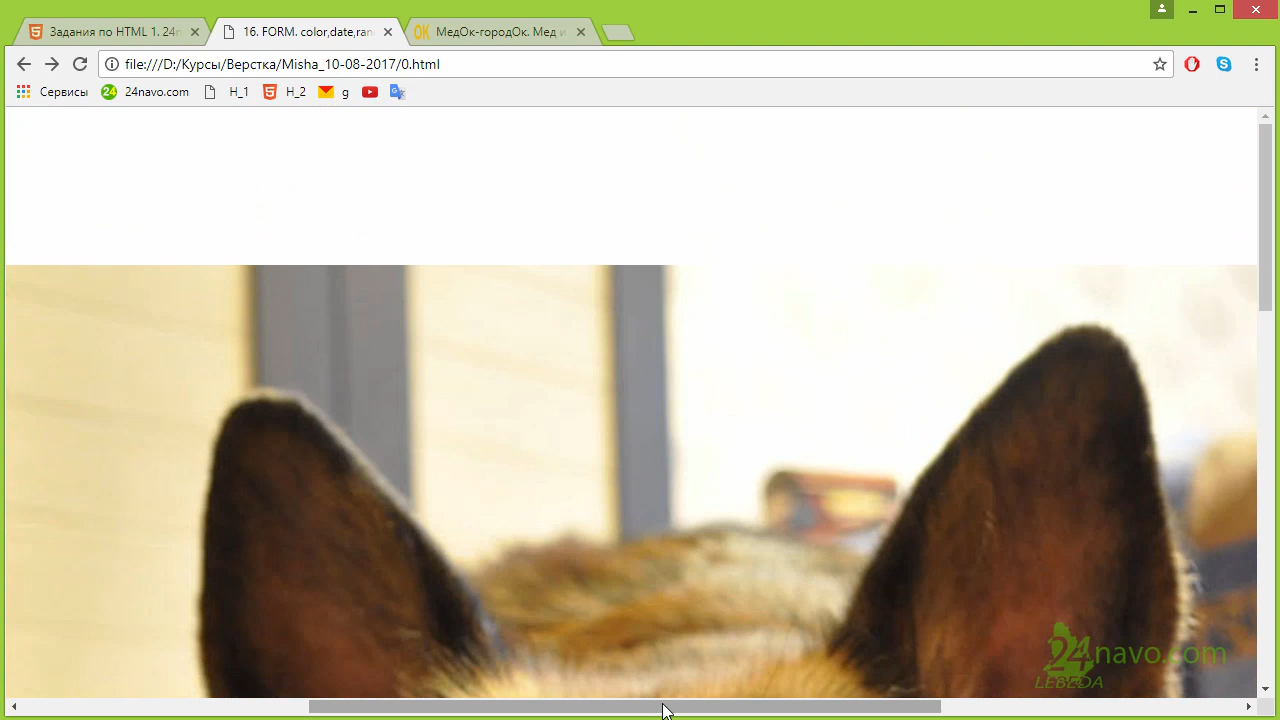 Задания по HTML 1. 24
16. FORM. color,date,ran
МедОк-городОк. Мед и
file:///D:/Курсы/Верстка/Misha_10-08-2017/0.html
Сервисы 24 24navo.com H_1 H_2 g
24navo.com
LEBEDA